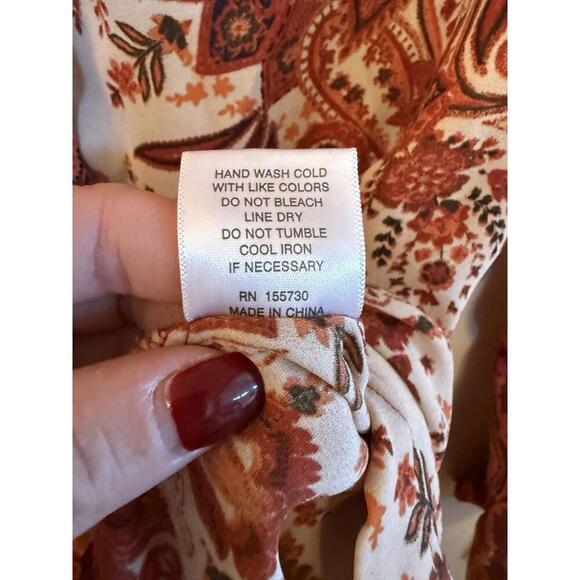 HAND WASH COLD
WITH LIKE COLORS
DO NOT BLEACH
LINE DRY
DO NOT TUMBLE
COOL IRON
IF NECESSARY
RN 155730
MADE IN CHINA